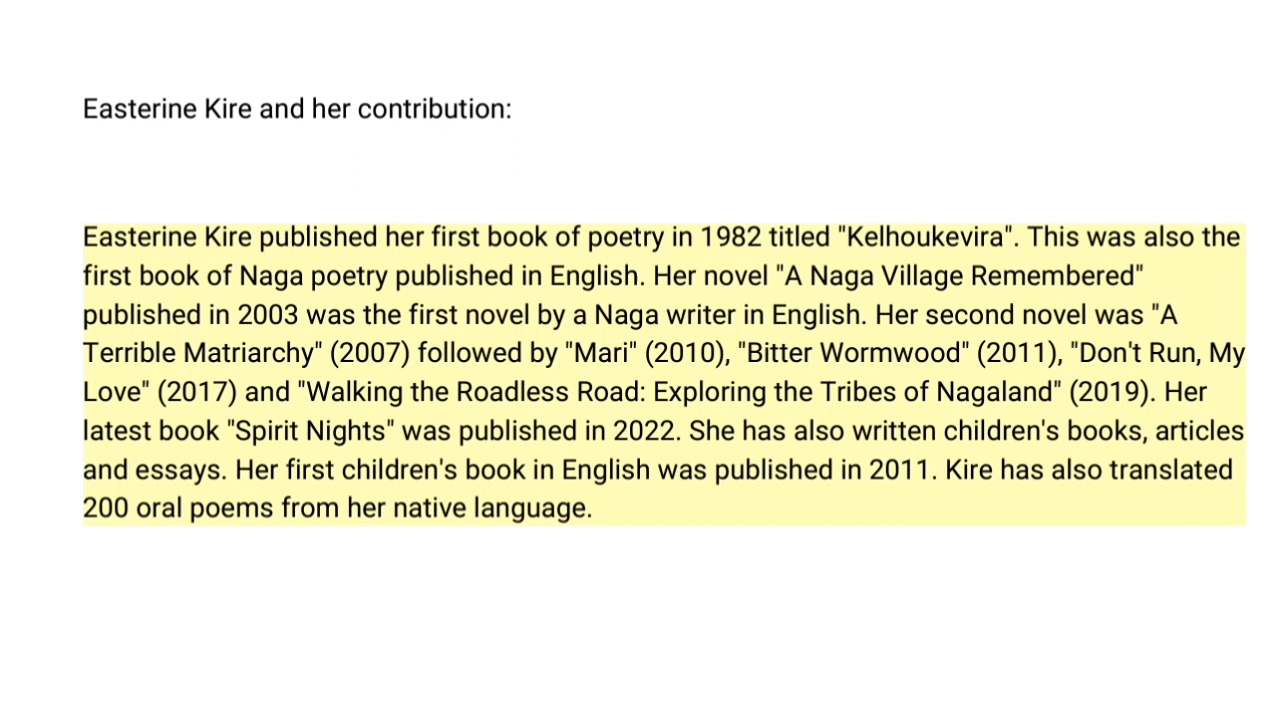 Easterine Kire and her contribution:
Easterine Kire published her first book of poetry in 1982 titled "Kelhoukevira". This was also the
first book of Naga poetry published in English. Her novel "A Naga Village Remembered"
published in 2003 was the first novel by a Naga writer in English. Her second novel was "A
Terrible Matriarchy" (2007) followed by "Mari" (2010), "Bitter Wormwood" (2011), "Don't Run, My
Love" (2017) and "Walking the Roadless Road: Exploring the Tribes of Nagaland" (2019). Her
latest book "Spirit Nights" was published in 2022. She has also written children's books, articles
and essays. Her first children's book in English was published in 2011. Kire has also translated
200 oral poems from her native language.